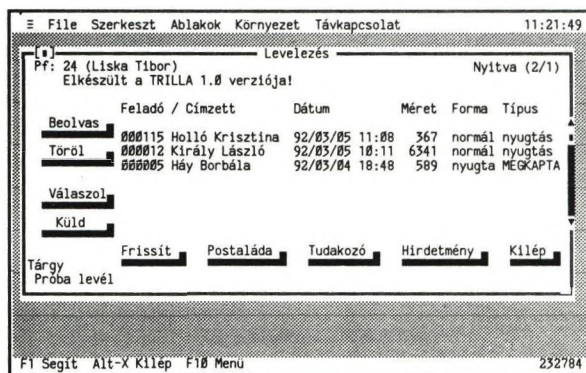 ≡ File Szerkeszt Ablakok Környezet Távkapcsolat 11:21:49
Levelezés
Pf: 24 (Liska Tibor) Nyitva (2/1)
Elkészült a TRILLA 1.0 verziója!
Feladó / Címzett Dátum Méret Forma Típus
Beolvas
000115 Holló Krisztina 92/03/05 11:08 367 normál nyugtás
Töröl
000012 Király László 92/03/05 10:11 6341 normál nyugtás
000005 Háy Borbála 92/03/04 18:48 589 nyugta MEGKAPTA
Válaszol
Küld
Frissít Postaláda Tudakozó Hirdetmény Kilép
Tárgy
Próba levél
F1 Segít Alt-X Kilép F10 Menü 232784